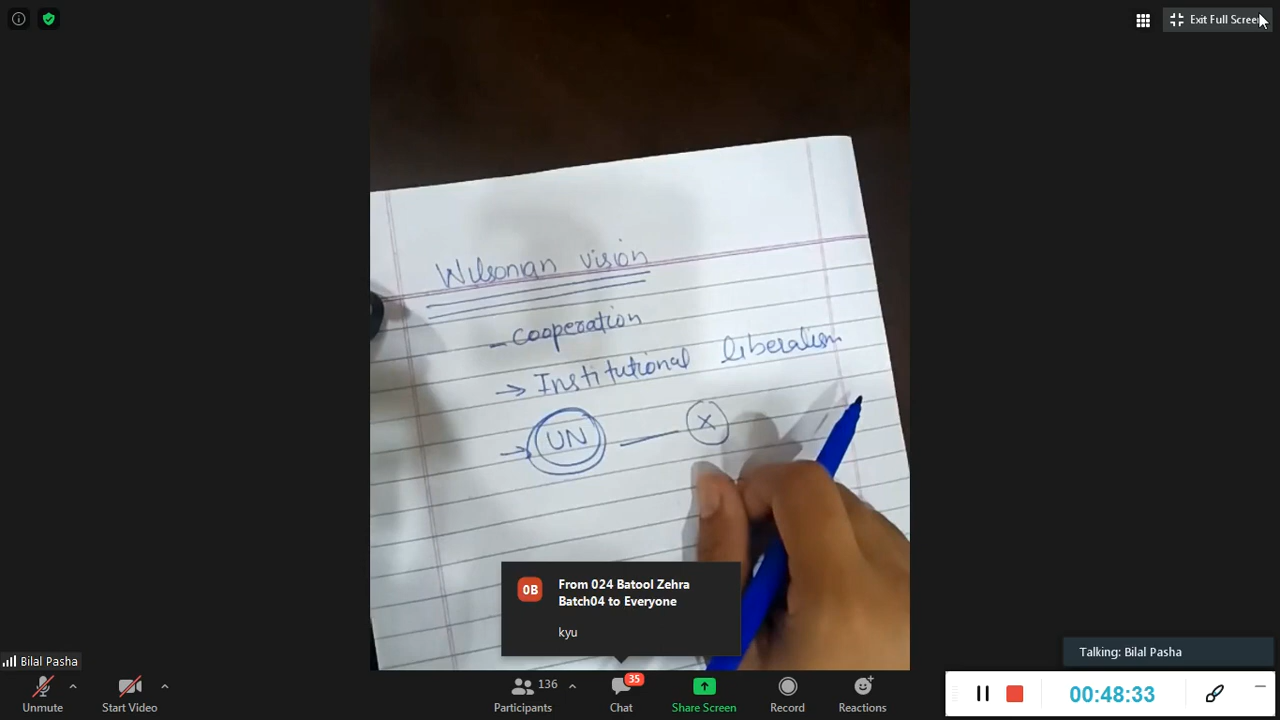 Exit Full Screen
Wilsonian vision
- Cooperation
→ Institutional liberalism
→ UN — X
OB
From 024 Batool Zehra
Batch04 to Everyone
kyu
Bilal Pasha
Talking: Bilal Pasha
Unmute
Start Video
136
Participants
35
Chat
Share Screen
Record
Reactions
00:48:33